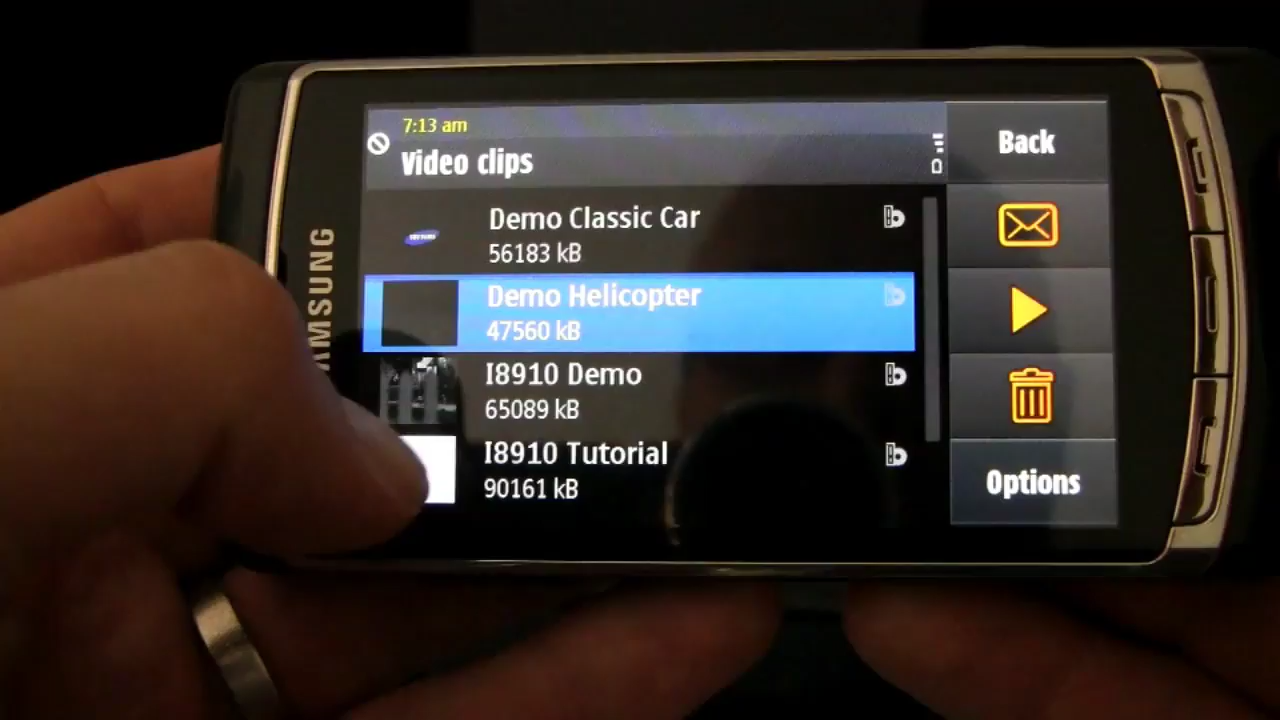 7:13 am
Video clips
Back
Demo Classic Car
56183 kB
Demo Helicopter
47560 kB
I8910 Demo
65089 kB
I8910 Tutorial
90161 kB
Options
SAMSUNG